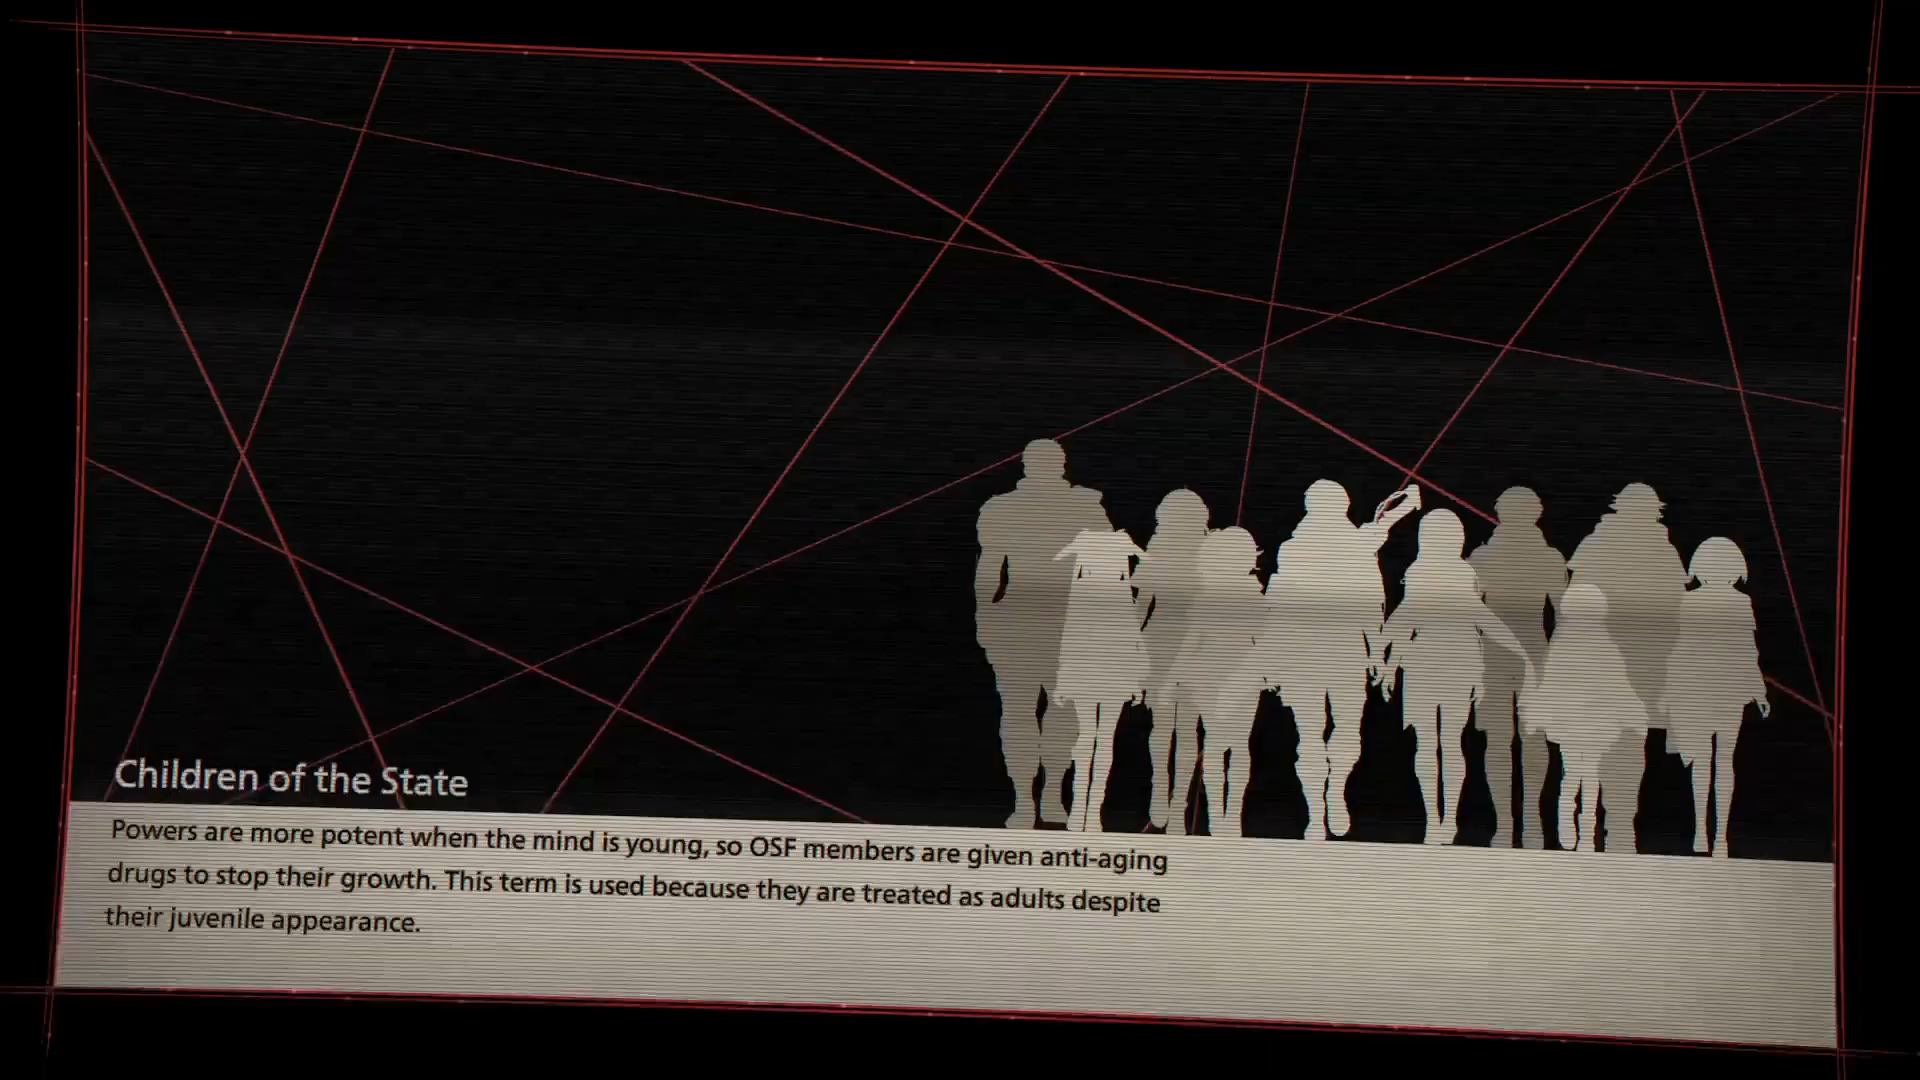 Children of the State
Powers are more potent when the mind is young, so OSF members are given anti-aging
drugs to stop their growth. This term is used because they are treated as adults despite
their juvenile appearance.